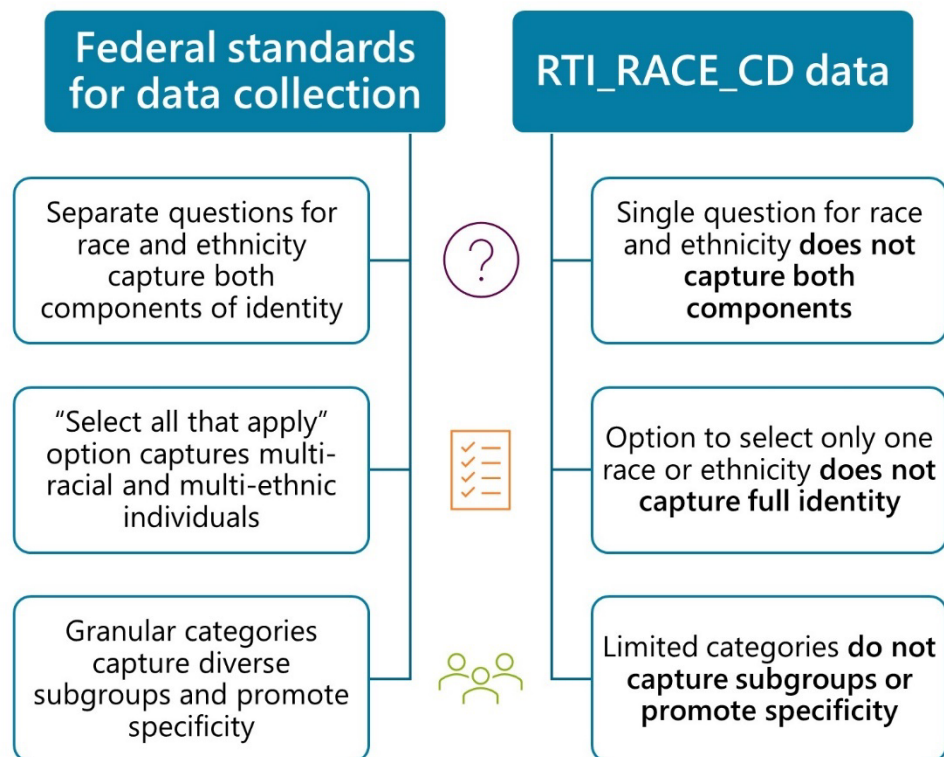 Federal standards
for data collection
Separate questions for
race and ethnicity
capture both
components of identity
“Select all that apply”
option captures multi-
racial and multi-ethnic
individuals
Granular categories
capture diverse
subgroups and promote
specificity
RTI_RACE_CD data
Single question for race
and ethnicity does not
capture both
components
Option to select only one
race or ethnicity does not
capture full identity
Limited categories do not
capture subgroups or
promote specificity